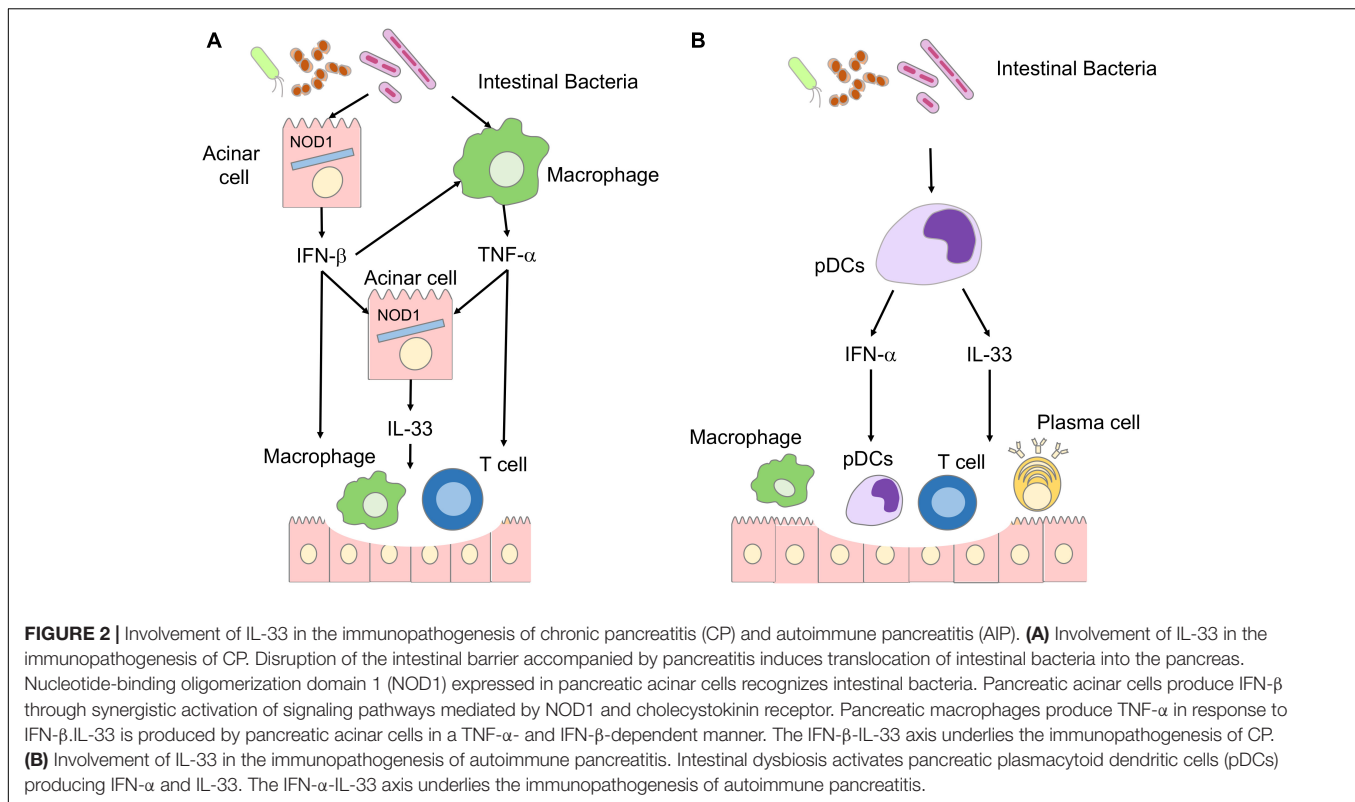 A
Intestinal Bacteria
NOD1
Acinar
cell
Macrophage
IFN-β
TNF-α
Acinar cell
NOD1
IL-33
Macrophage
T cell
B
Intestinal Bacteria
pDCs
IFN-α
IL-33
Macrophage
pDCs
T cell
Plasma cell
FIGURE 2 | Involvement of IL-33 in the immunopathogenesis of chronic pancreatitis (CP) and autoimmune pancreatitis (AIP). (A) Involvement of IL-33 in the
immunopathogenesis of CP. Disruption of the intestinal barrier accompanied by pancreatitis induces translocation of intestinal bacteria into the pancreas.
Nucleotide-binding oligomerization domain 1 (NOD1) expressed in pancreatic acinar cells recognizes intestinal bacteria. Pancreatic acinar cells produce IFN-β
through synergistic activation of signaling pathways mediated by NOD1 and cholecystokinin receptor. Pancreatic macrophages produce TNF-α in response to
IFN-β.IL-33 is produced by pancreatic acinar cells in a TNF-α- and IFN-β-dependent manner. The IFN-β-IL-33 axis underlies the immunopathogenesis of CP.
(B) Involvement of IL-33 in the immunopathogenesis of autoimmune pancreatitis. Intestinal dysbiosis activates pancreatic plasmacytoid dendritic cells (pDCs)
producing IFN-α and IL-33. The IFN-α-IL-33 axis underlies the immunopathogenesis of autoimmune pancreatitis.